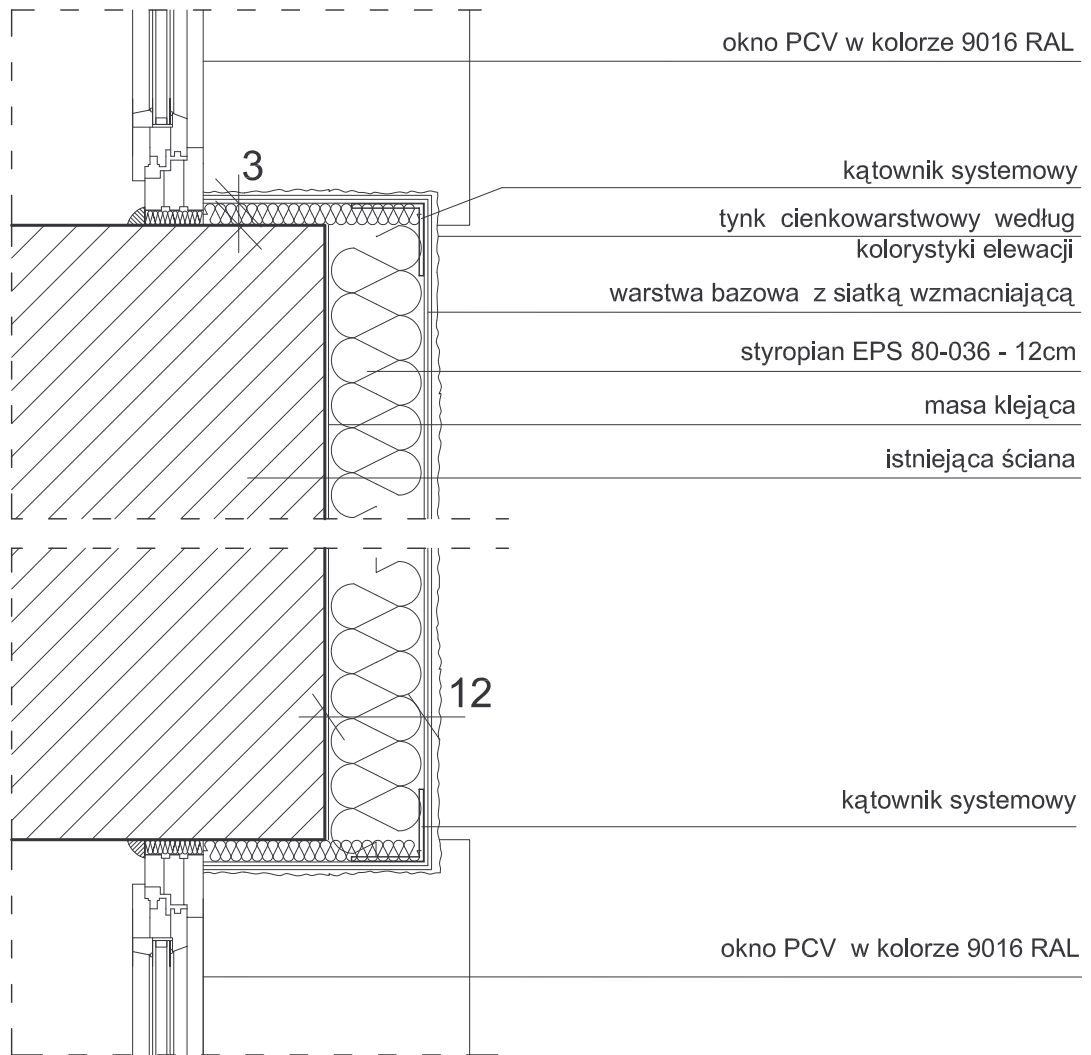 okno PCV w kolorze 9016 RAL
3
kątownik systemowy
tynk cienkowarstwowy według
kolorystyki elewacji
warstwa bazowa z siatką wzmacniającą
styropian EPS 80-036 - 12cm
masa klejąca
istniejąca ściana
12
kątownik systemowy
okno PCV w kolorze 9016 RAL